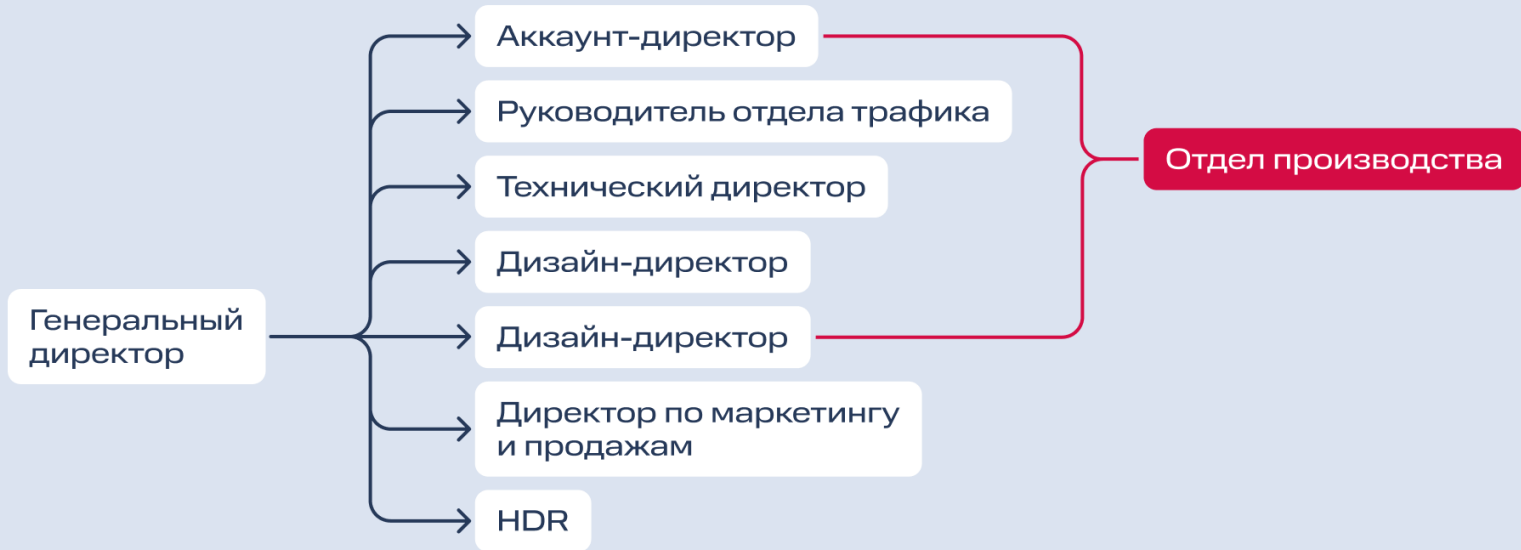 Аккаунт-директор
Руководитель отдела трафика
Отдел производства
Технический директор
Дизайн-директор
Генеральный
директор
Дизайн-директор
Директор по маркетингу
и продажам
HDR